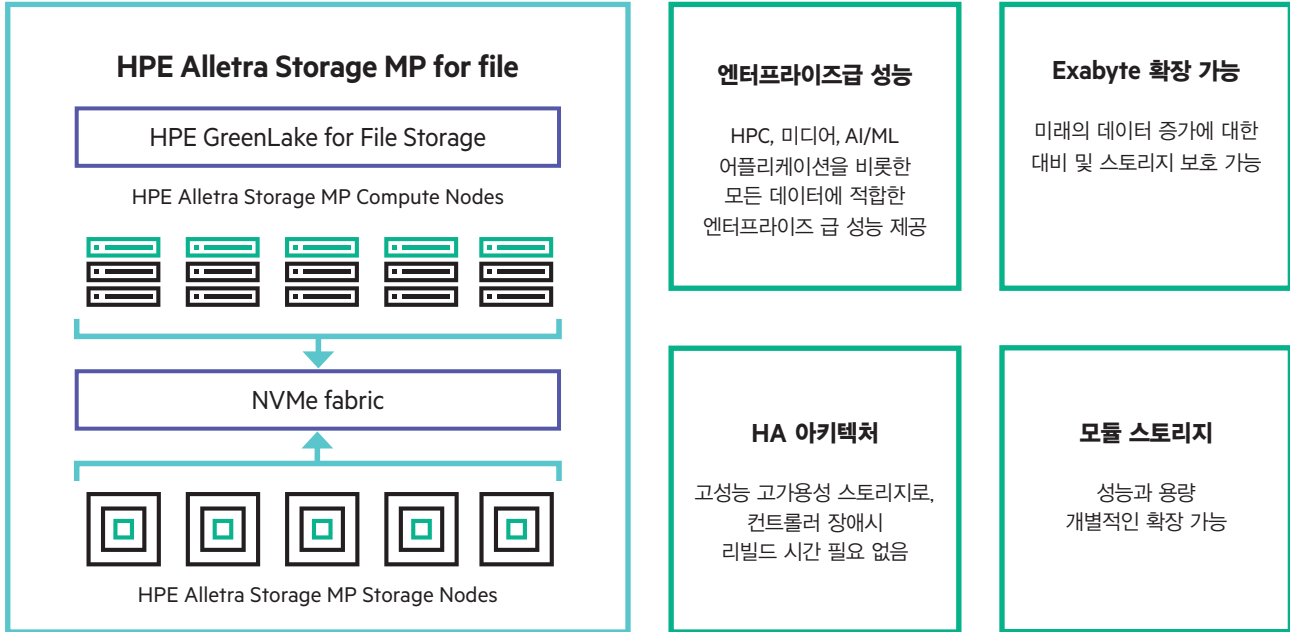 HPE Alletra Storage MP for file
HPE GreenLake for File Storage
HPE Alletra Storage MP Compute Nodes
NVMe fabric
HPE Alletra Storage MP Storage Nodes
엔터프라이즈급 성능
HPC, 미디어, AI/ML
어플리케이션을 비롯한
모든 데이터에 적합한
엔터프라이즈 급 성능 제공
Exabyte 확장 가능
미래의 데이터 증가에 대한
대비 및 스토리지 보호 가능
HA 아키텍처
고성능 고가용성 스토리지로,
컨트롤러 장애시
리빌드 시간 필요 없음
모듈 스토리지
성능과 용량
개별적인 확장 가능